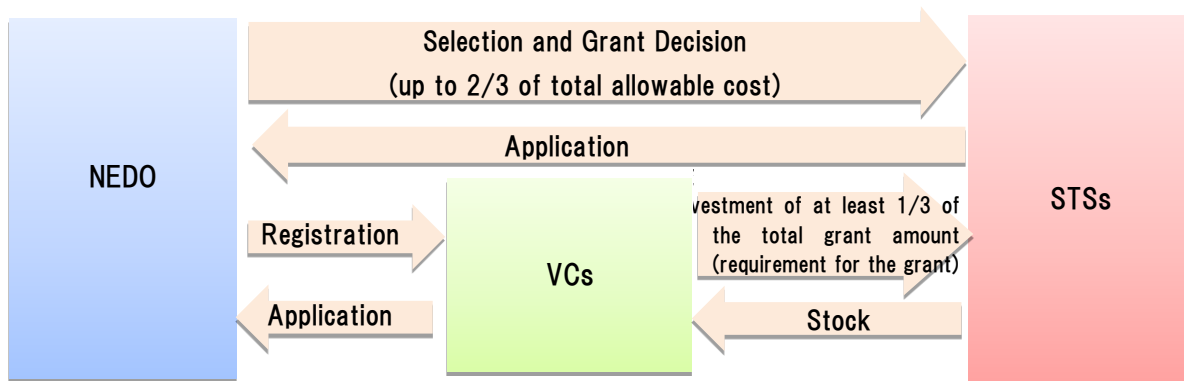 Selection and Grant Decision
(up to 2/3 of total allowable cost)
Application
NEDO
STSs
vestment of at least 1/3 of
the total grant amount
(requirement for the grant)
Registration
VCs
Application
Stock